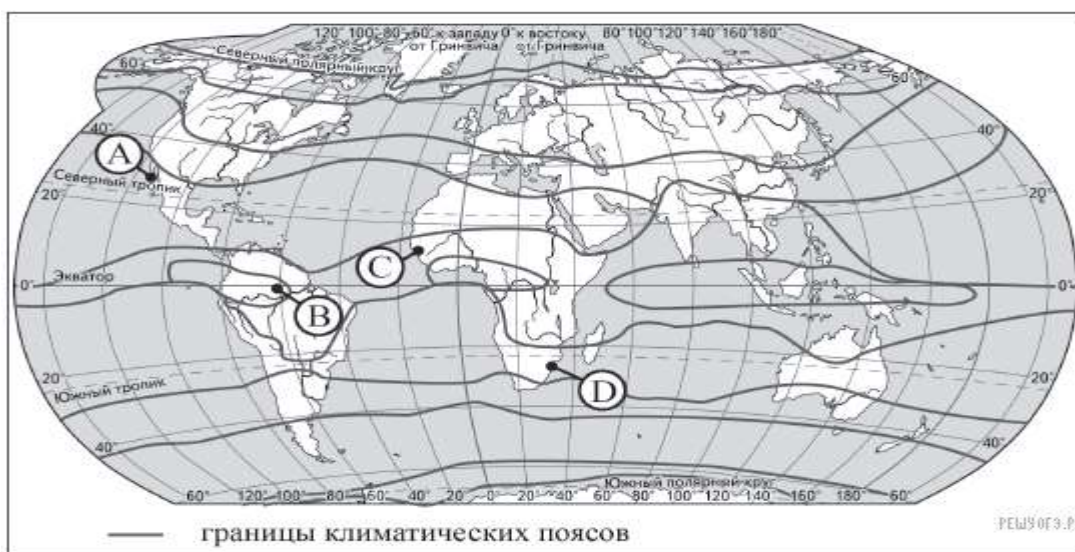 120°100°80°60°к западу 0°к востоку 80°100°120°140°160°180°
от Гринвича от Гринвича
Северный полярный круг
60° 60°
40° 40°
A
Северный тропик
20° 20°
C
Экватор
0° 0° 0°
B
20 20°
Южный тропик
D
40° 40°
Южный полярный круг
60° 120° 100° 80° 60° 40 20 0° 20° 40° 60° 80° 100° 120° 140° 180° 60°
границы климатических поясов
РЕШУОГЭ.Р